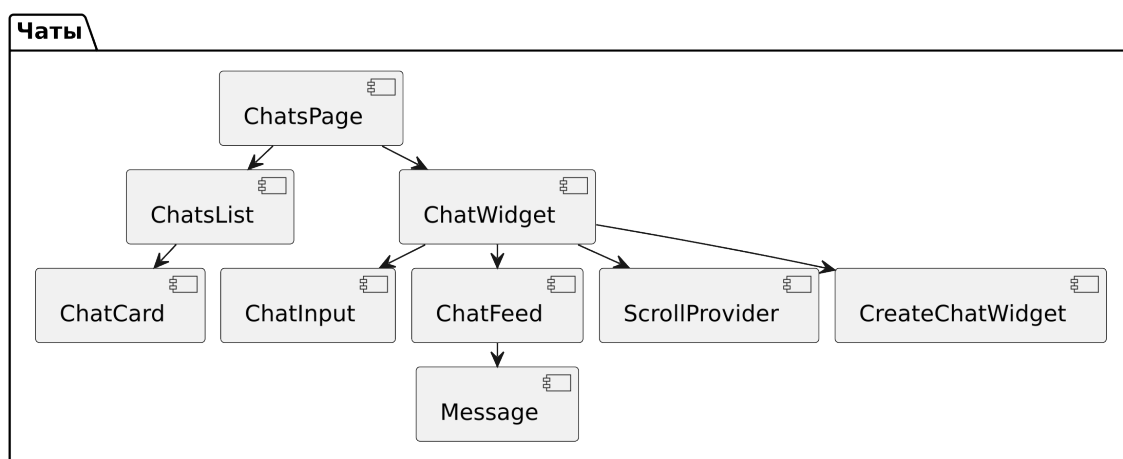 Чаты
ChatsPage
ChatsList
ChatWidget
ChatCard
ChatInput
ChatFeed
ScrollProvider
CreateChatWidget
Message